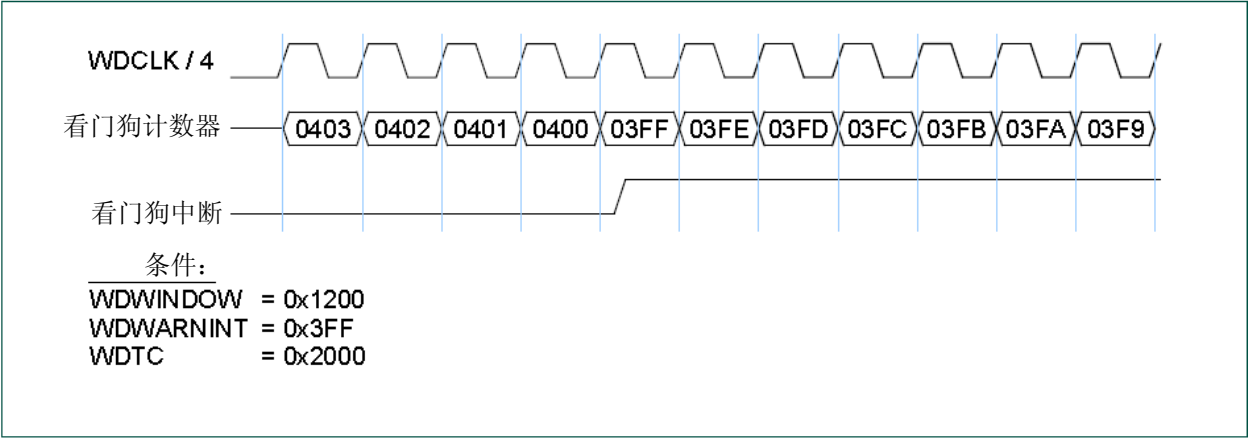 WDCLK / 4
看门狗计数器 0403 0402 0401 0400 03FF 03FE 03FD 03FC 03FB 03FA 03F9
看门狗中断
条件：
WDWINDOW = 0x1200
WDWARNINT = 0x3FF
WDTC = 0x2000